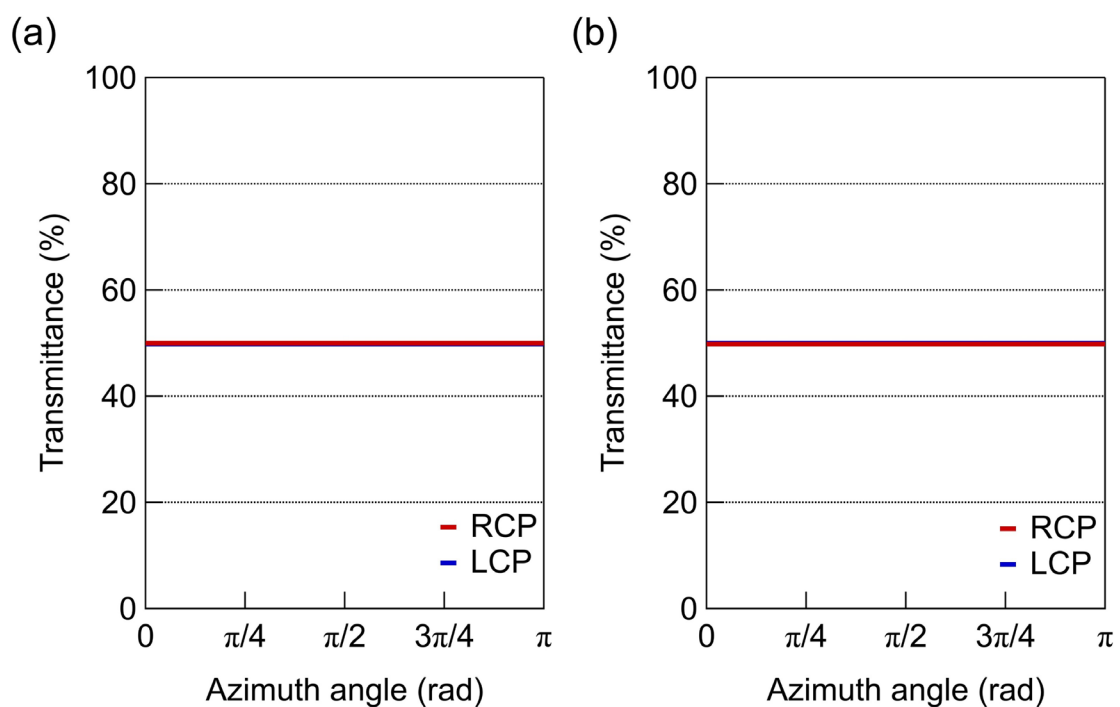 (a)
100
80
60
40
20
0
Transmittance (%)
RCP
LCP
0 π/4 π/2 3π/4 π
Azimuth angle (rad)
(b)
100
80
60
40
20
0
Transmittance (%)
RCP
LCP
0 π/4 π/2 3π/4 π
Azimuth angle (rad)